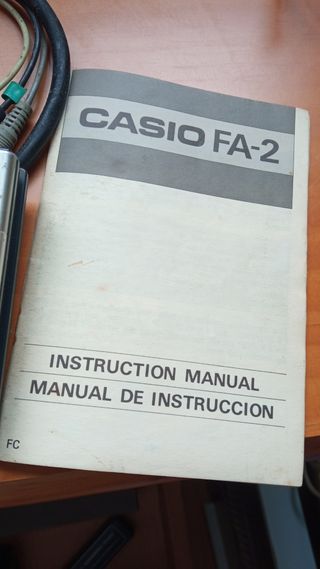 CASIO FA-2
INSTRUCTION MANUAL
MANUAL DE INSTRUCCION
FC